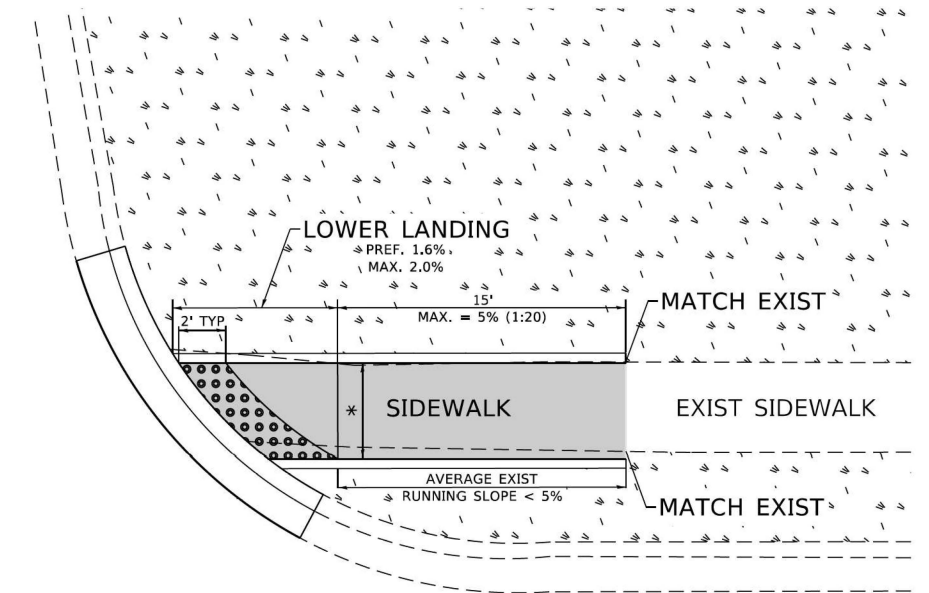 LOWER LANDING
PREF. 1.6%
MAX. 2.0%
15'
MAX. = 5% (1:20)
2' TYP
MATCH EXIST
*
SIDEWALK
EXIST SIDEWALK
AVERAGE EXIST
RUNNING SLOPE < 5%
MATCH EXIST